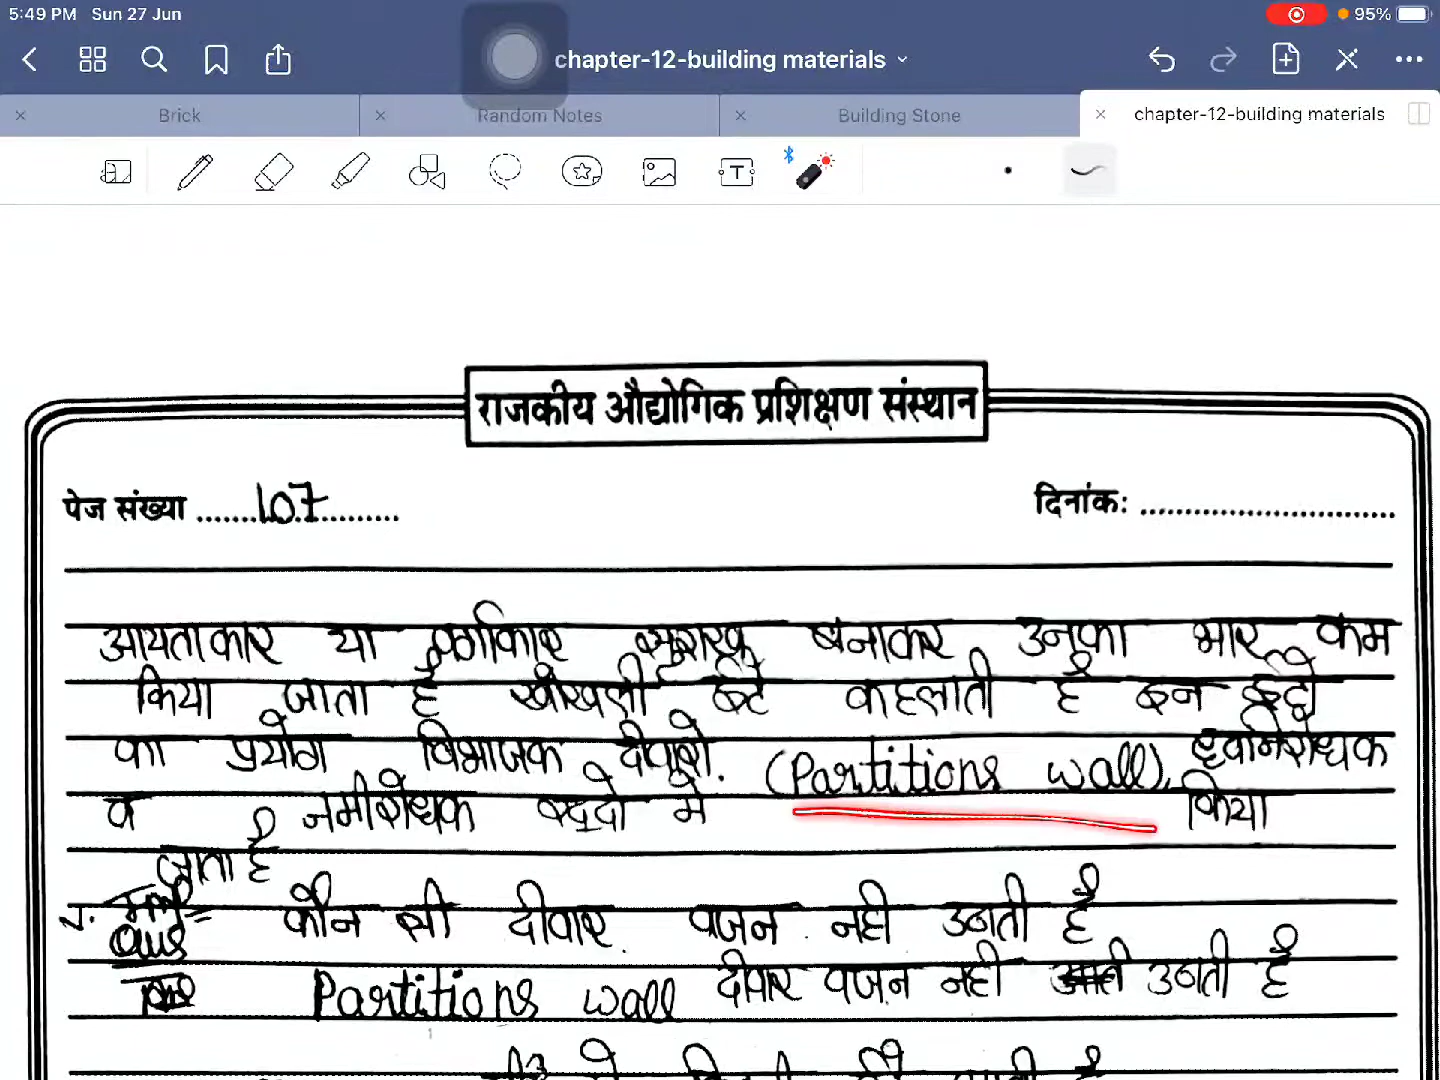 5:49 PM Sun 27 Jun
95%
chapter-12-building materials
Brick
Random Notes
Building Stone
chapter-12-building materials
T
राजकीय औद्योगिक प्रशिक्षण संस्थान
पेज संख्या ........107............
दिनांक: ............................
आयताकार या वर्गाकार सुराख बनाकर उनका भार कम
किया जाता है खोखली ईंटे कहलाती है इन
का प्रयोग विभाजक दीवारो. (Partitions wall), ध्वनिरोधक
व नमीरोधक रद्दो मे किया
जाता है
कौन सी दीवार वजन नही उठाती है
Partitions wall दीवार वजन नही उठाती है